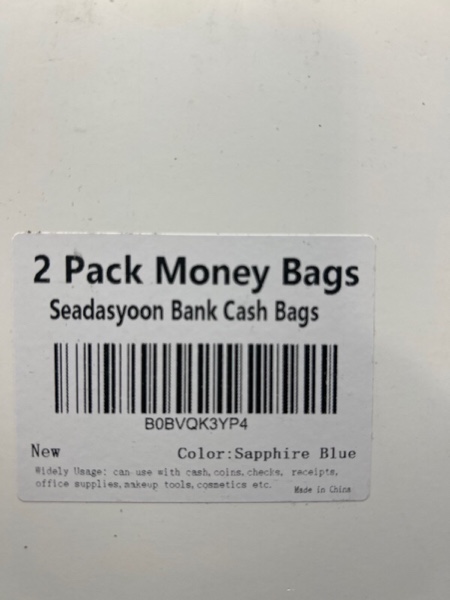 2 Pack Money Bags
Seadasyoon Bank Cash Bags
B0BVQK3YP4
New Color:Sapphire Blue
Widely Usage: can use with cash,coins,checks, receipts,
office supplies,makeup tools,cosmetics etc. Made in China